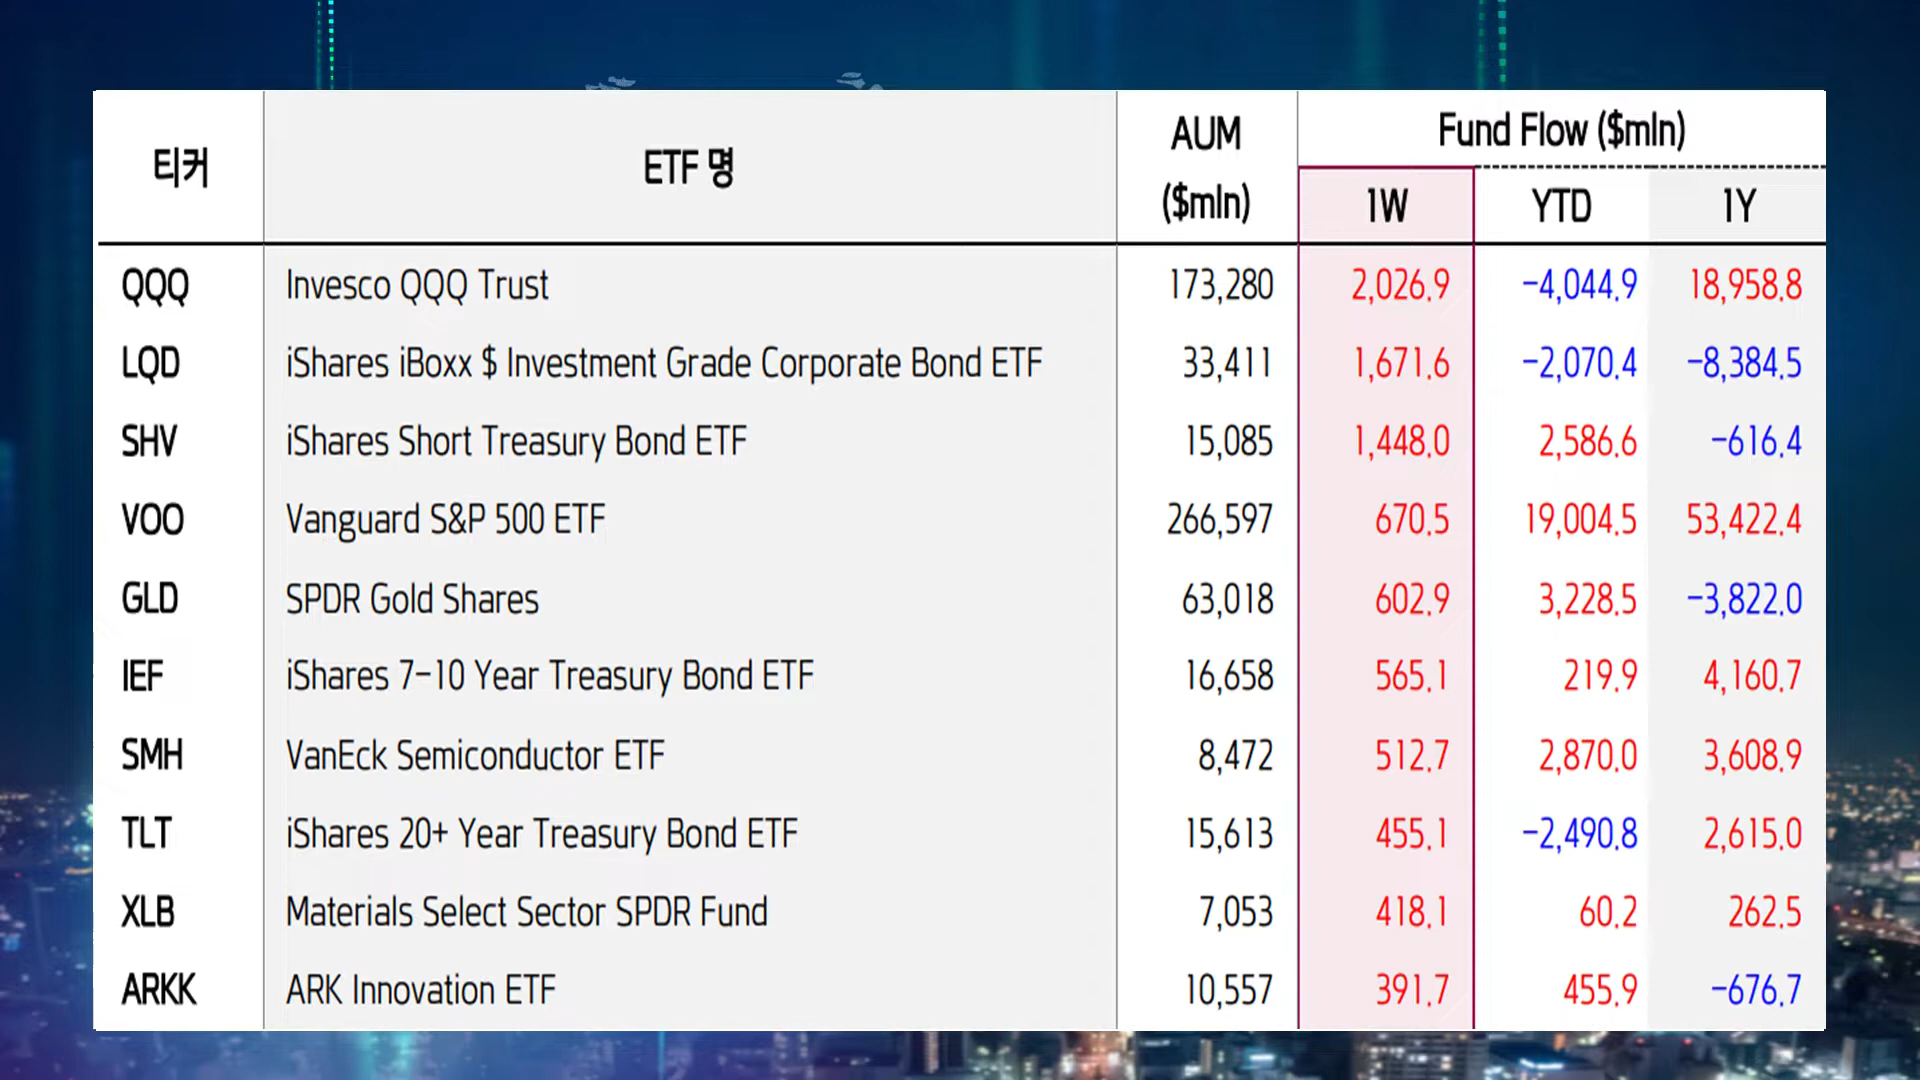 티커 ETF 명 AUM ($mln) Fund Flow ($mln)
1W YTD 1Y
QQQ Invesco QQQ Trust 173,280 2,026.9 -4,044.9 18,958.8
LQD iShares iBoxx $ Investment Grade Corporate Bond ETF 33,411 1,671.6 -2,070.4 -8,384.5
SHV iShares Short Treasury Bond ETF 15,085 1,448.0 2,586.6 -616.4
VOO Vanguard S&P 500 ETF 266,597 670.5 19,004.5 53,422.4
GLD SPDR Gold Shares 63,018 602.9 3,228.5 -3,822.0
IEF iShares 7-10 Year Treasury Bond ETF 16,658 565.1 219.9 4,160.7
SMH VanEck Semiconductor ETF 8,472 512.7 2,870.0 3,608.9
TLT iShares 20+ Year Treasury Bond ETF 15,613 455.1 -2,490.8 2,615.0
XLB Materials Select Sector SPDR Fund 7,053 418.1 60.2 262.5
ARKK ARK Innovation ETF 10,557 391.7 455.9 -676.7